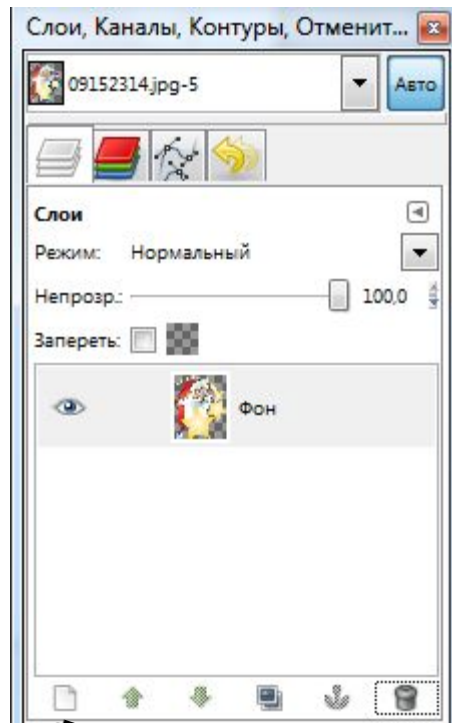 Слои, Каналы, Контуры, Отменит...
09152314.jpg-5
Авто
Слои
Режим: Нормальный
Непрозр.: 100,0
Запереть:
Фон